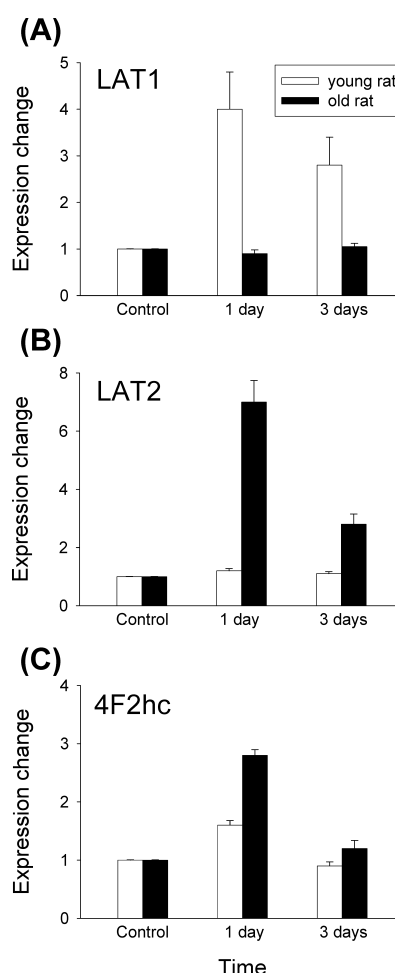 (A)
LAT1
young rat
old rat
Expression change
5
4
3
2
1
0
Control 1 day 3 days
(B)
LAT2
Expression change
8
6
4
2
0
Control 1 day 3 days
(C)
4F2hc
Expression change
4
3
2
1
0
Control 1 day 3 days
Time